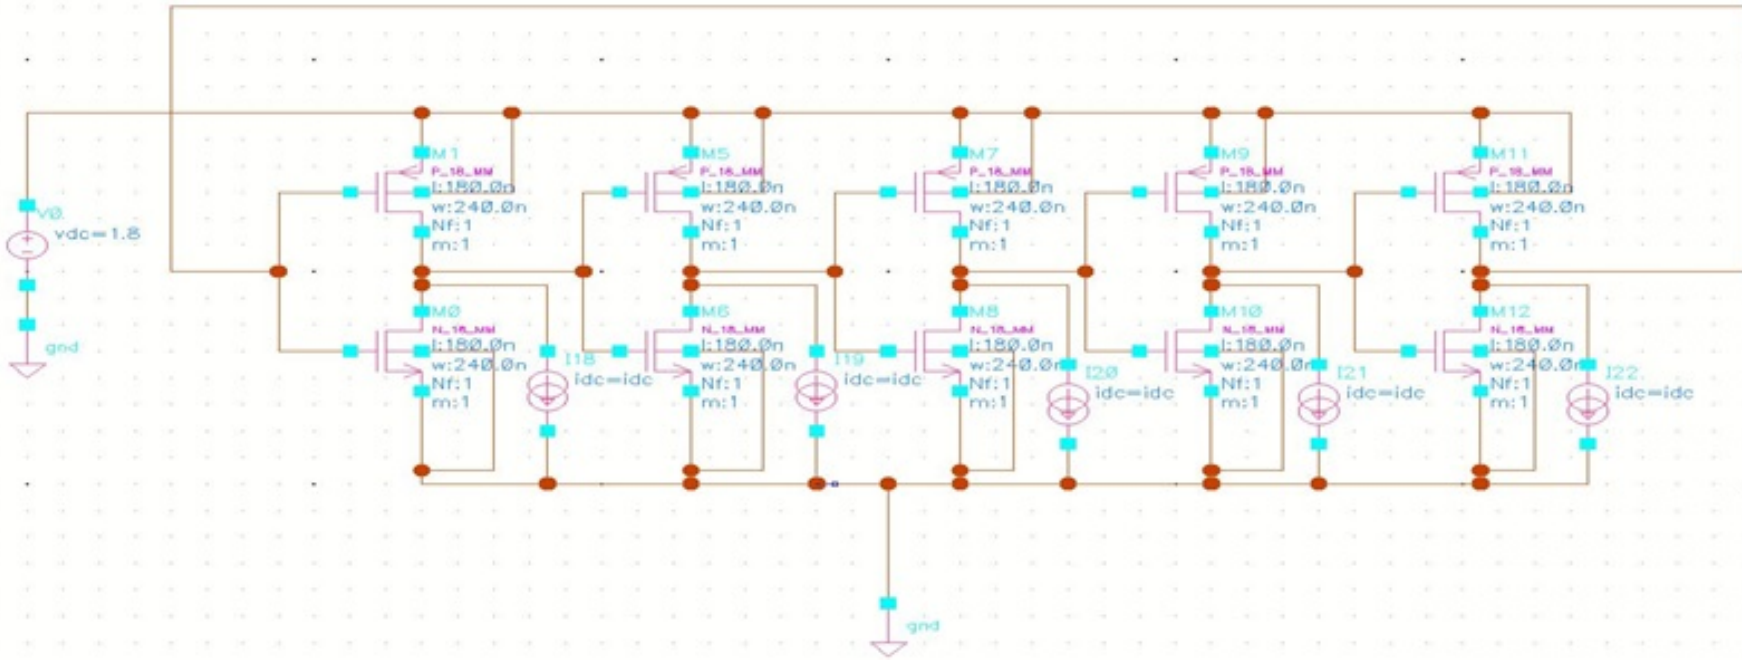 V0
vdc=1.8
gnd
M1
P_18_MM
l:180.0n
w:240.0n
Nf:1
m:1
M5
P_18_MM
l:180.0n
w:240.0n
Nf:1
m:1
M7
P_18_MM
l:180.0n
w:240.0n
Nf:1
m:1
M9
P_18_MM
l:180.0n
w:240.0n
Nf:1
m:1
M11
P_18_MM
l:180.0n
w:240.0n
Nf:1
m:1
M0
N_18_MM
l:180.0n
w:240.0n
Nf:1
m:1
I18
idc=idc
M6
N_18_MM
l:180.0n
w:240.0n
Nf:1
m:1
I19
idc=idc
M8
N_18_MM
l:180.0n
w:240.0n
Nf:1
m:1
I20
idc=idc
M10
N_18_MM
l:180.0n
w:240.0n
Nf:1
m:1
I21
idc=idc
M12
N_18_MM
l:180.0n
w:240.0n
Nf:1
m:1
I22
idc=idc
gnd